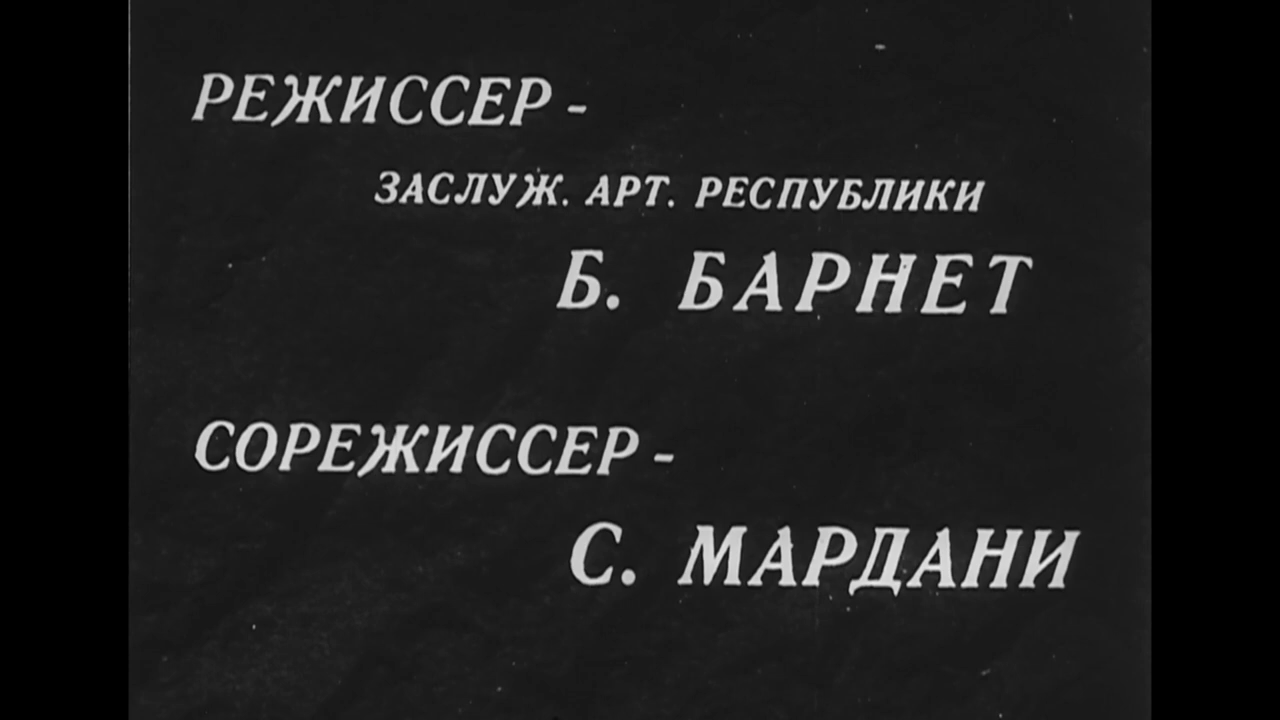 РЕЖИССЕР -
ЗАСЛУЖ. АРТ. РЕСПУБЛИКИ
Б. БАРНЕТ
СОРЕЖИССЕР -
С. МАРДАНИ